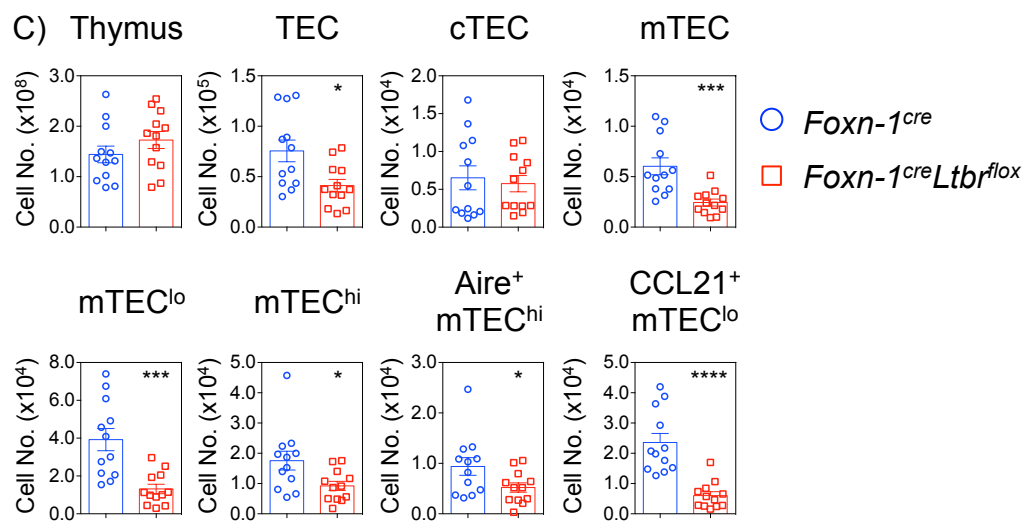 C) Thymus TEC cTEC mTEC
Cell No. (x10⁸)
3.0
2.0
1.0
0.0
Cell No. (x10⁵)
1.5
1.0
0.5
0.0
*
Cell No. (x10⁴)
2.0
1.5
1.0
0.5
0.0
Cell No. (x10⁴)
1.5
1.0
0.5
0.0
***
Foxn-1ᶜʳᵉ
Foxn-1ᶜʳᵉLtbrᶠˡᵒˣ
mTECˡᵒ
mTECʰⁱ
Aire⁺
mTECʰⁱ
CCL21⁺
mTECˡᵒ
Cell No. (x10⁴)
8.0
6.0
4.0
2.0
0.0
***
Cell No. (x10⁴)
5.0
4.0
3.0
2.0
1.0
0.0
*
Cell No. (x10⁴)
3.0
2.0
1.0
0.0
*
Cell No. (x10⁴)
5.0
4.0
3.0
2.0
1.0
0.0
****